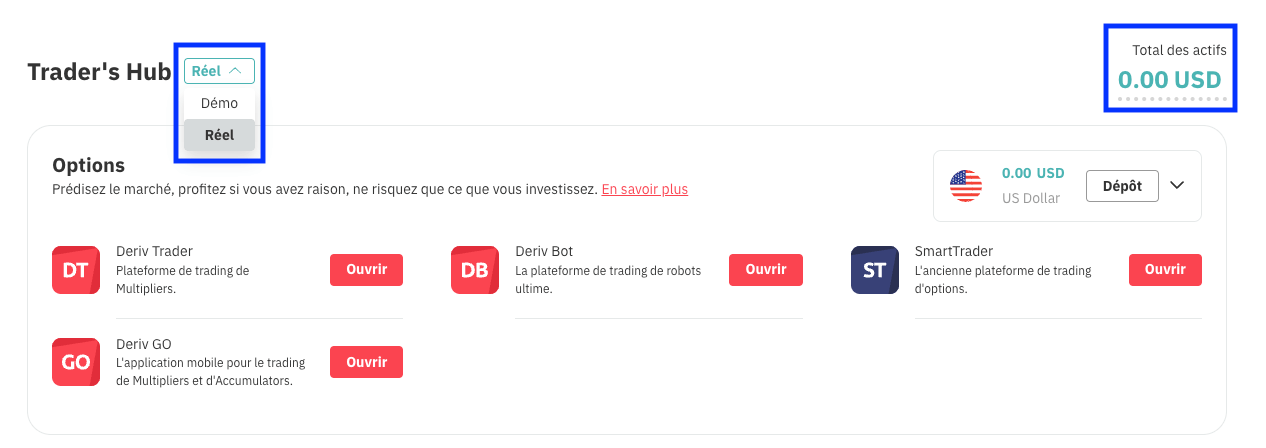 Trader's Hub
Réel
Démo
Réel
Total des actifs
0.00 USD
Options
Prédisez le marché, profitez si vous avez raison, ne risquez que ce que vous investissez. En savoir plus
0.00 USD
US Dollar
Dépôt
DT
Deriv Trader
Plateforme de trading de
Multipliers.
Ouvrir
DB
Deriv Bot
La plateforme de trading de robots
ultime.
Ouvrir
ST
SmartTrader
L'ancienne plateforme de trading
d'options.
Ouvrir
GO
Deriv GO
L'application mobile pour le trading
de Multipliers et d'Accumulators.
Ouvrir